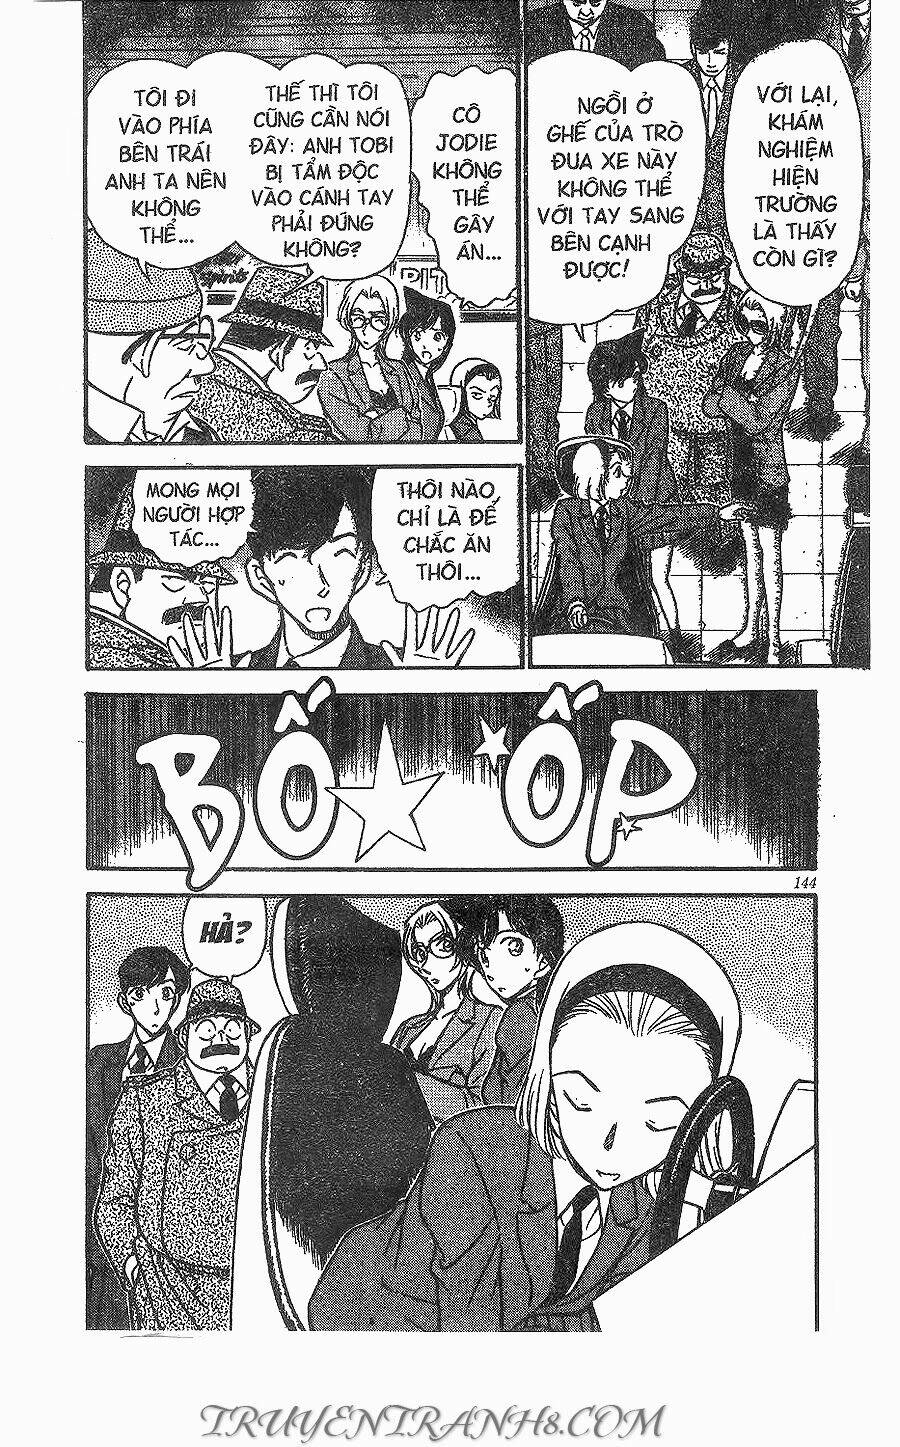 VỚI LẠI,
KHÁM
NGHIỆM
HIỆN
TRƯỜNG
LÀ THẤY
CÒN GÌ?
NGỒI Ở
GHẾ CỦA TRÒ
ĐUA XE NÀY
KHÔNG THỂ
VỚI TAY SANG
BÊN CẠNH
ĐƯỢC!
CÔ
JODIE
KHÔNG
THỂ
GÂY
ÁN...
THẾ THÌ TÔI
CŨNG CẦN NÓI
ĐÂY: ANH TOBI
BỊ TẨM ĐỘC
VÀO CÁNH TAY
PHẢI ĐÚNG
KHÔNG?
TÔI ĐI
VÀO PHÍA
BÊN TRÁI
ANH TA NÊN
KHÔNG
THỂ...
PIT
THÔI NÀO,
CHỈ LÀ ĐỂ
CHẮC ĂN
THÔI...
MONG MỌI
NGƯỜI HỢP
TÁC...
BỐ ỐP
144
HẢ?
TRUYENTRANH8.COM